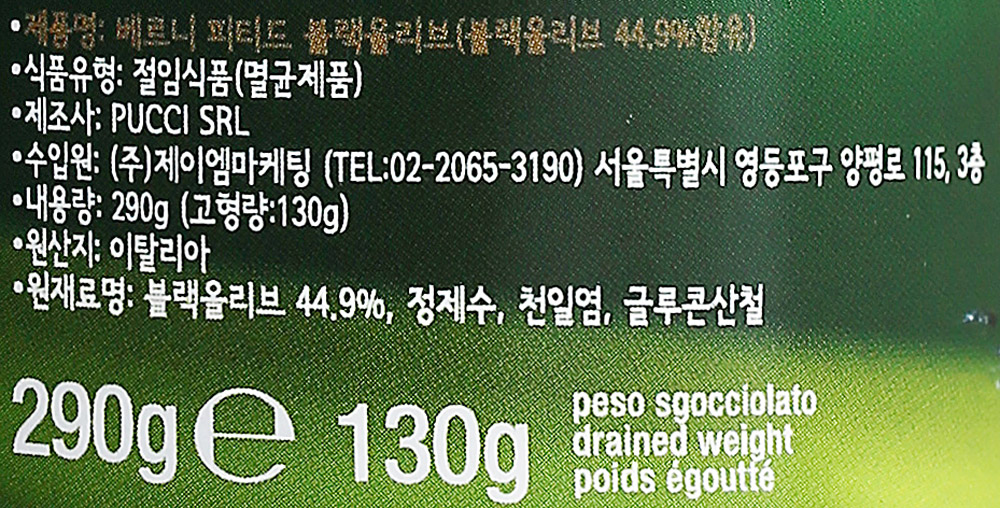 •제품명: 베르니 피티드 블랙올리브(블랙올리브 44.9%함유)
•식품유형: 절임식품(멸균제품)
•제조사: PUCCI SRL
•수입원: (주)제이엠마케팅 (TEL:02-2065-3190) 서울특별시 영등포구 양평로 115, 3층
•내용량: 290g (고형량:130g)
•원산지: 이탈리아
•원재료명: 블랙올리브 44.9%, 정제수, 천일염, 글루콘산철
290g e 130g
peso sgocciolato
drained weight
poids égoutté